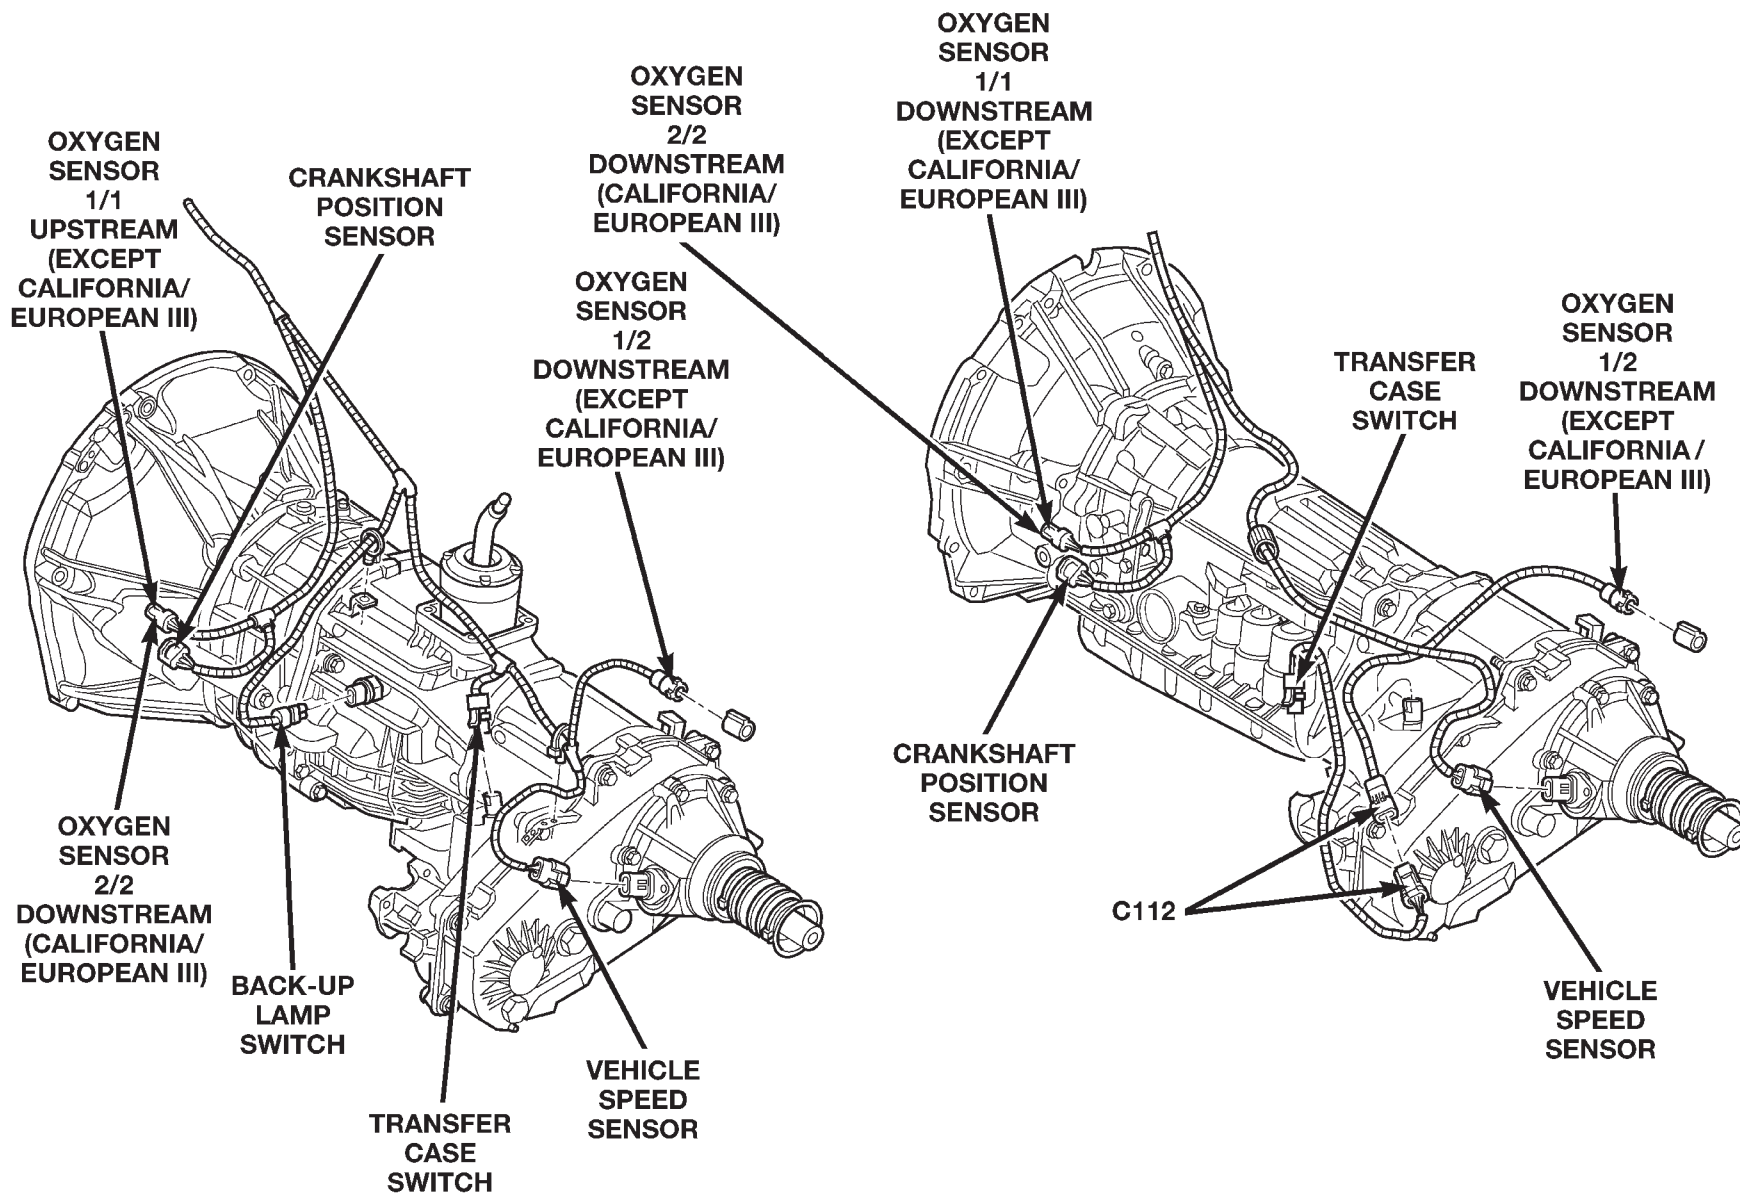 OXYGEN
SENSOR
1/1
UPSTREAM
(EXCEPT
CALIFORNIA/
EUROPEAN III)
CRANKSHAFT
POSITION
SENSOR
OXYGEN
SENSOR
2/2
DOWNSTREAM
(CALIFORNIA/
EUROPEAN III)
OXYGEN
SENSOR
1/2
DOWNSTREAM
(EXCEPT
CALIFORNIA/
EUROPEAN III)
OXYGEN
SENSOR
1/1
DOWNSTREAM
(EXCEPT
CALIFORNIA/
EUROPEAN III)
TRANSFER
CASE
SWITCH
OXYGEN
SENSOR
1/2
DOWNSTREAM
(EXCEPT
CALIFORNIA /
EUROPEAN III)
OXYGEN
SENSOR
2/2
DOWNSTREAM
(CALIFORNIA/
EUROPEAN III)
BACK-UP
LAMP
SWITCH
TRANSFER
CASE
SWITCH
VEHICLE
SPEED
SENSOR
CRANKSHAFT
POSITION
SENSOR
C112
VEHICLE
SPEED
SENSOR